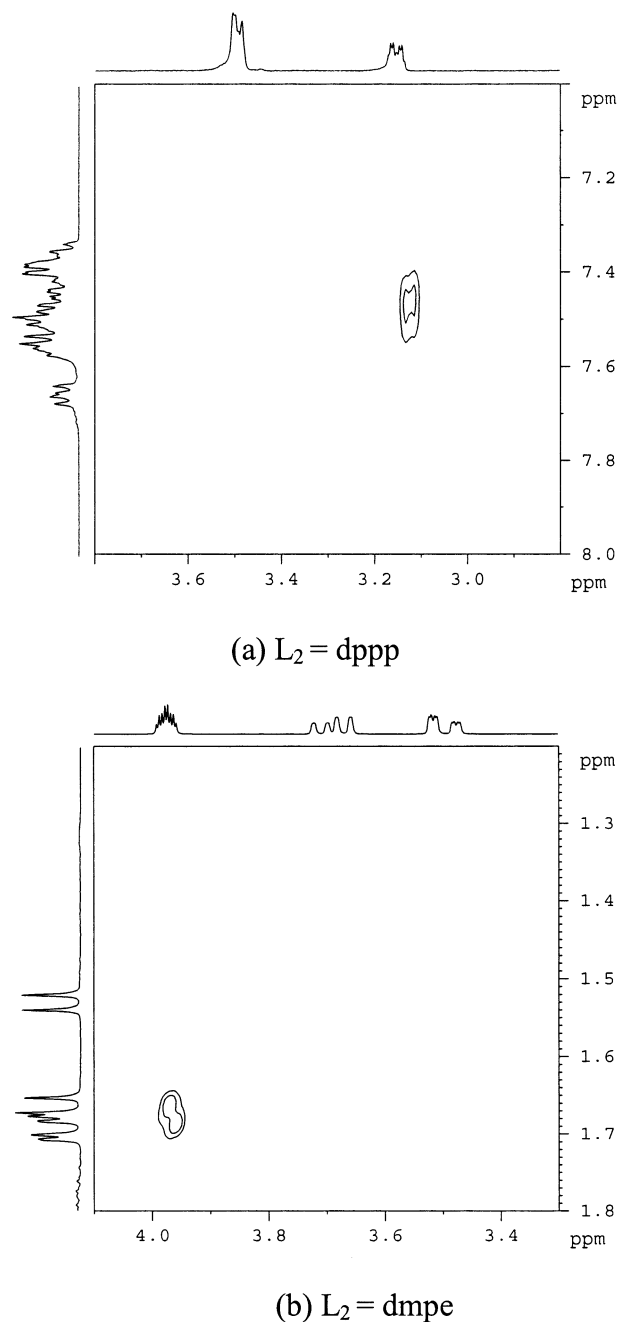 ppm
7.2
7.4
7.6
7.8
8.0
3.6 3.4 3.2 3.0 ppm
(a) L₂ = dppp
ppm
1.3
1.4
1.5
1.6
1.7
1.8
4.0 3.8 3.6 3.4 ppm
(b) L₂ = dmpe